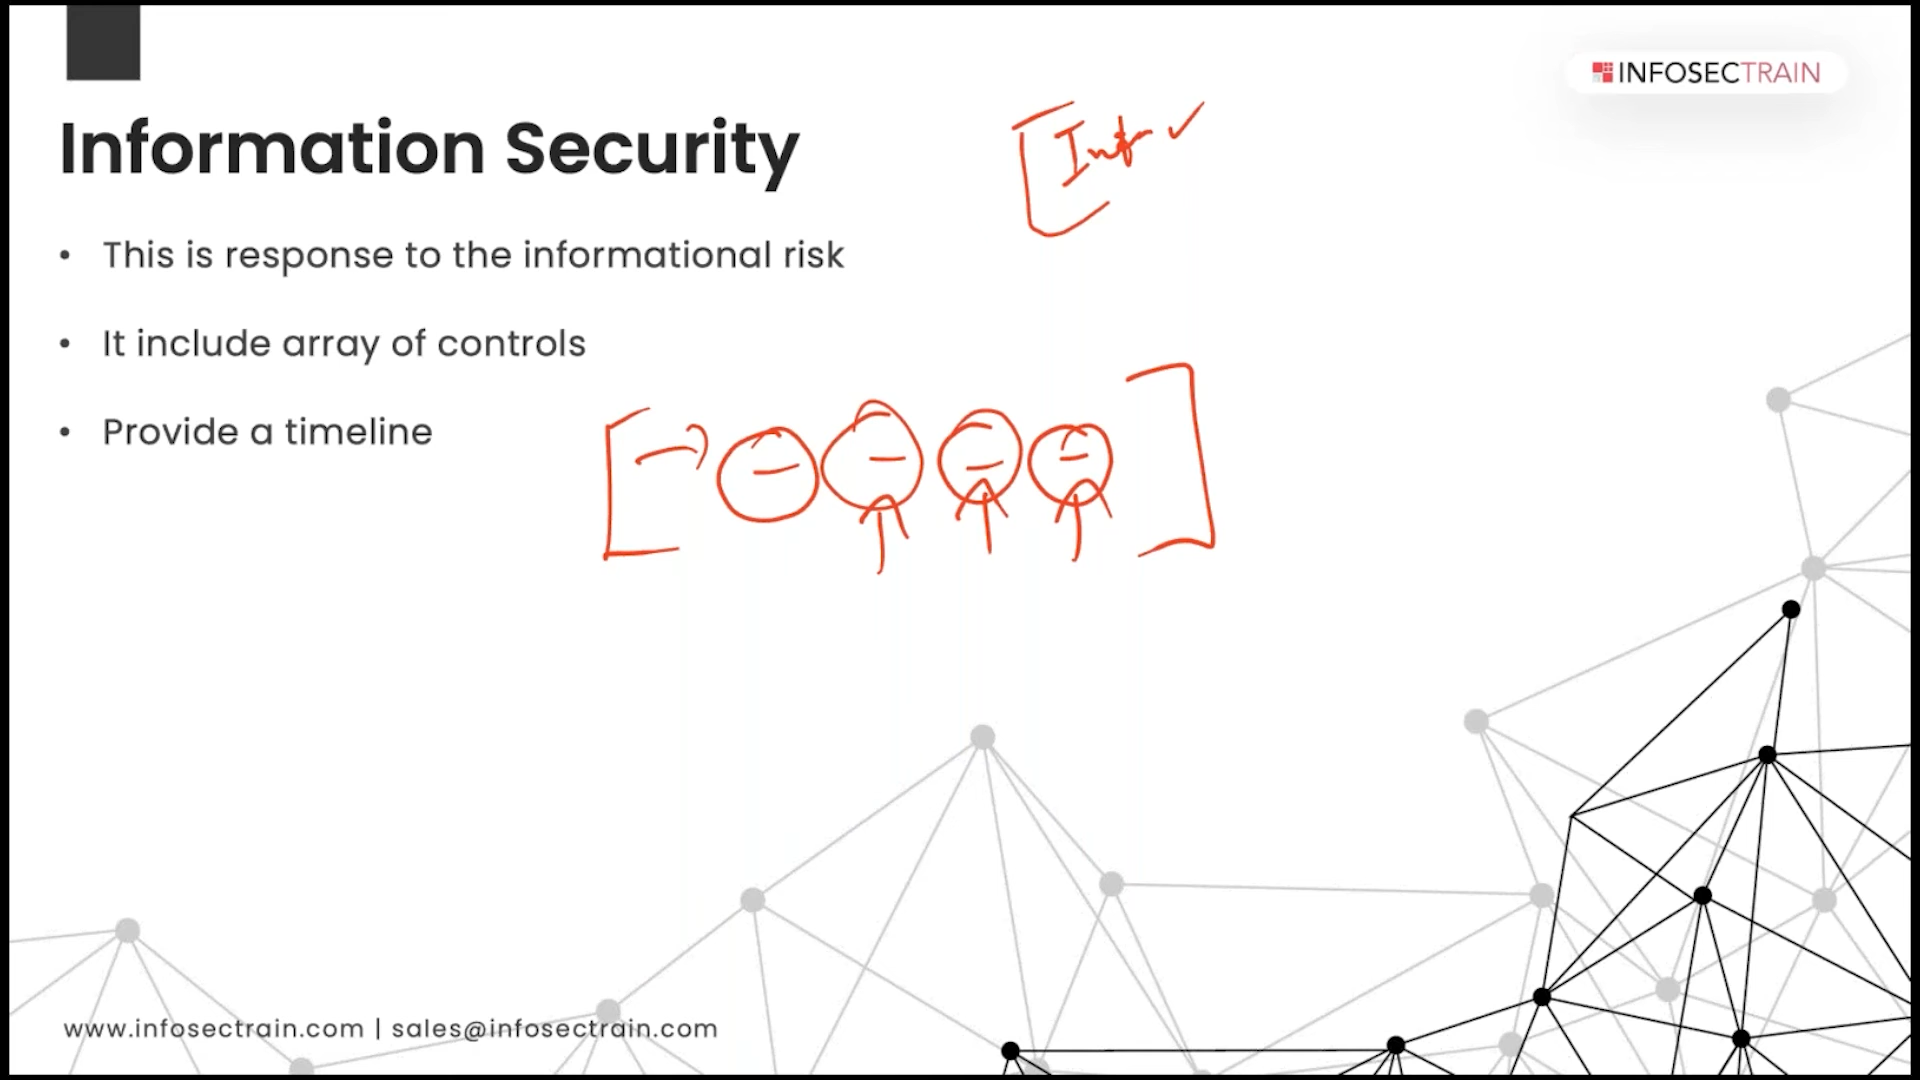 INFOSECTRAIN
Information Security
• This is response to the informational risk
• It include array of controls
• Provide a timeline
www.infosectrain.com | sales@infosectrain.com